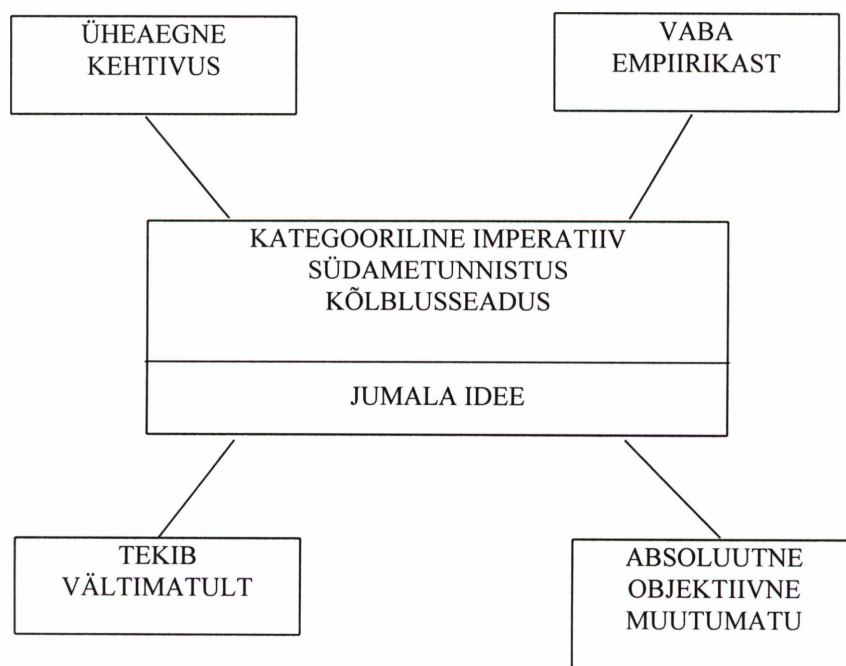 ÜHEAEGNE
KEHTIVUS
VABA
EMPIIRIKAST
KATEGOORILINE IMPERATIIV
SÜDAMETUNNISTUS
KÕLBLUSSEADUS
JUMALA IDEE
TEKIB
VÄLTIMATULT
ABSOLUUTNE
OBJEKTIIVNE
MUUTUMATU